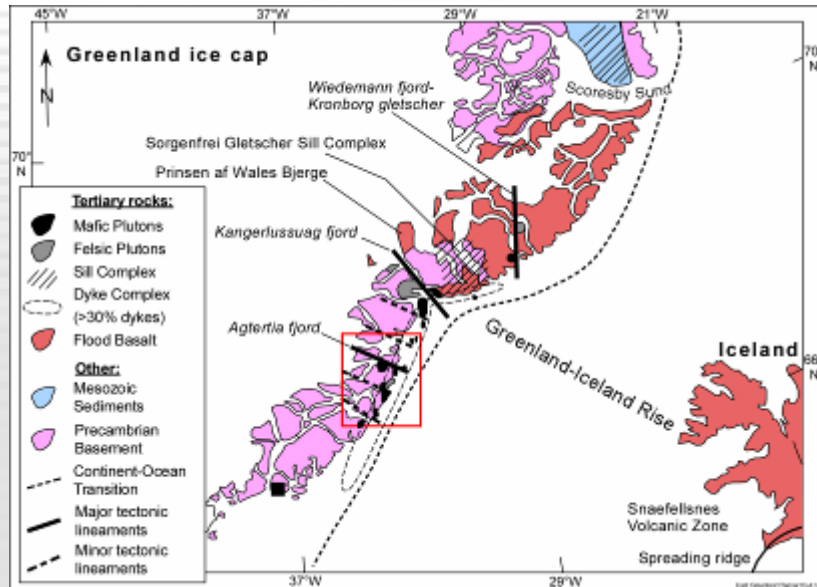 45°W
37°W
29°W
21°W
Greenland ice cap
N
70°
N
70
N
Wiedemann fjord-
Kronborg gletscher
Scoresby Sund
Sorgenfrei Gletscher Sill Complex
Prinsen af Wales Bjerge
Kangerlussuag fjord
Agtertia fjord
Tertiary rocks:
Mafic Plutons
Felsic Plutons
Sill Complex
Dyke Complex
(>30% dykes)
Flood Basalt
Other:
Mesozoic
Sediments
Precambrian
Basement
Continent-Ocean
Transition
Major tectonic
lineaments
Minor tectonic
lineaments
Greenland-Iceland Rise
Iceland
66
N
Snaefellsnes
Volcanic Zone
Spreading ridge
37°W
29°W